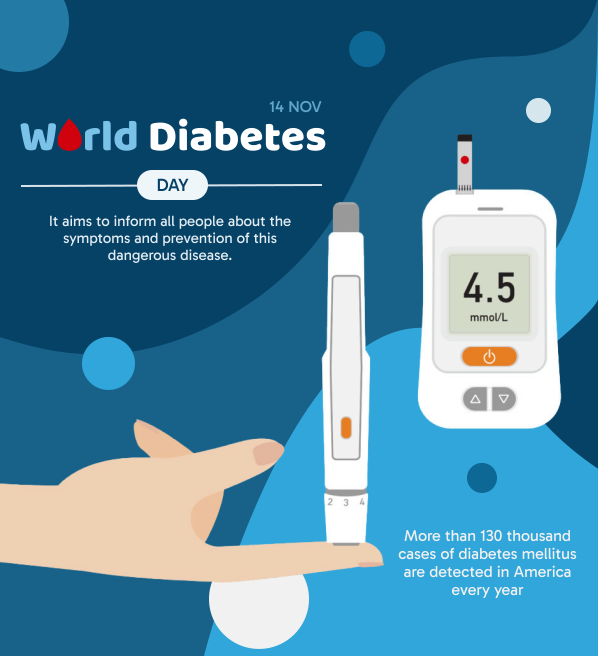 14 NOV
World Diabetes
DAY
It aims to inform all people about the
symptoms and prevention of this
dangerous disease.
4.5
mmol/L
2 3 4
More than 130 thousand
cases of diabetes mellitus
are detected in America
every year